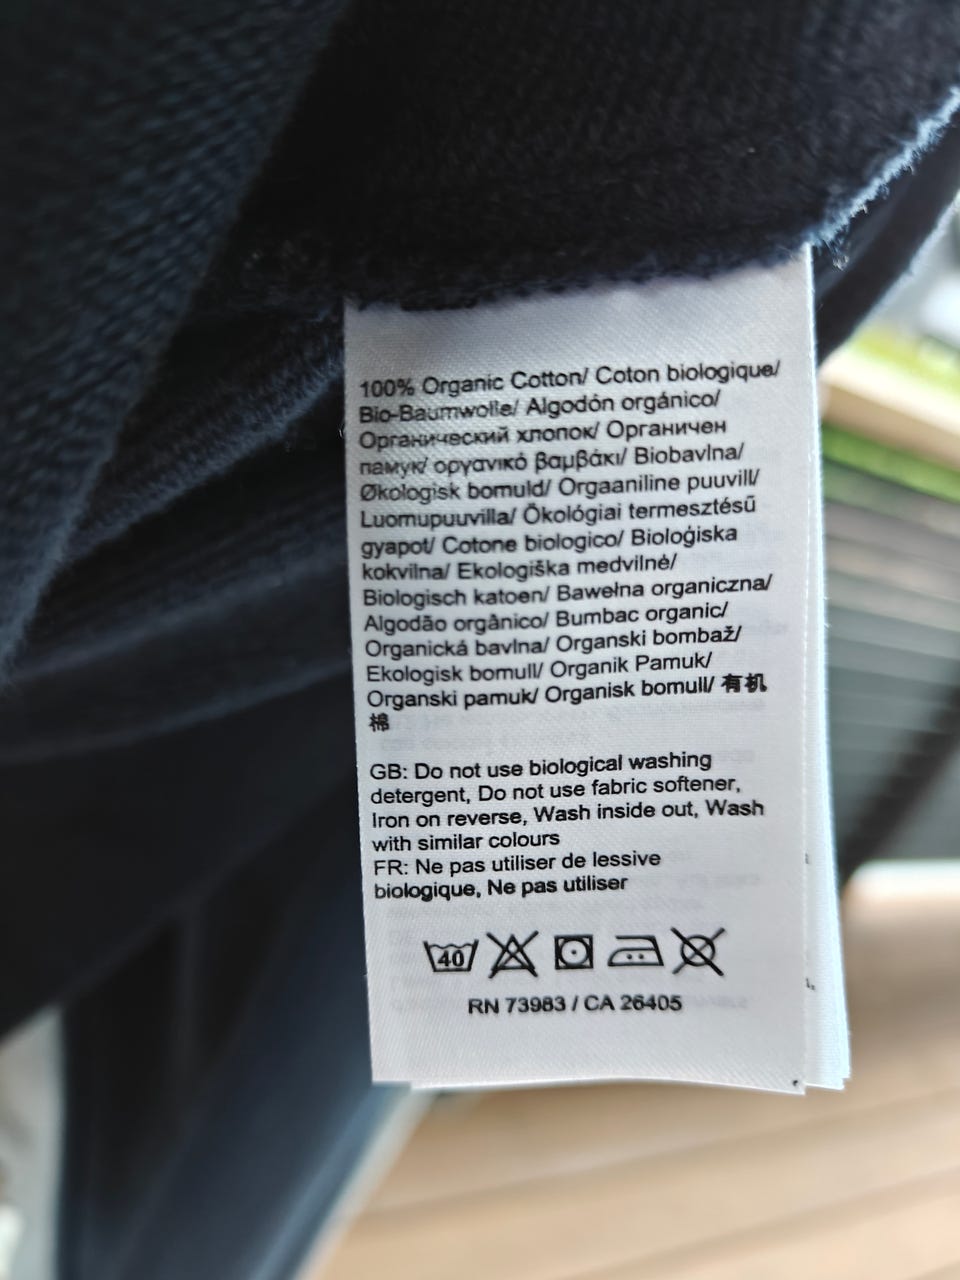 100% Organic Cotton/ Coton biologique/
Bio-Baumwolle/ Algodón orgánico/
Органический хлопок/ Органичен
памук/ οργανικό βαμβάκι/ Biobavlna/
Økologisk bomuld/ Orgaaniline puuvill/
Luomupuuvilla/ Ökológiai termesztésű
gyapot/ Cotone biologico/ Bioloģiska
kokvilna/ Ekologiška medvilnė/
Biologisch katoen/ Bawełna organiczna/
Algodão orgânico/ Bumbac organic/
Organická bavlna/ Organski bombaž/
Ekologisk bomull/ Organik Pamuk/
Organski pamuk/ Organisk bomull/ 有机
棉
GB: Do not use biological washing
detergent, Do not use fabric softener,
Iron on reverse, Wash inside out, Wash
with similar colours
FR: Ne pas utiliser de lessive
biologique, Ne pas utiliser
40
RN 73983 / CA 26405